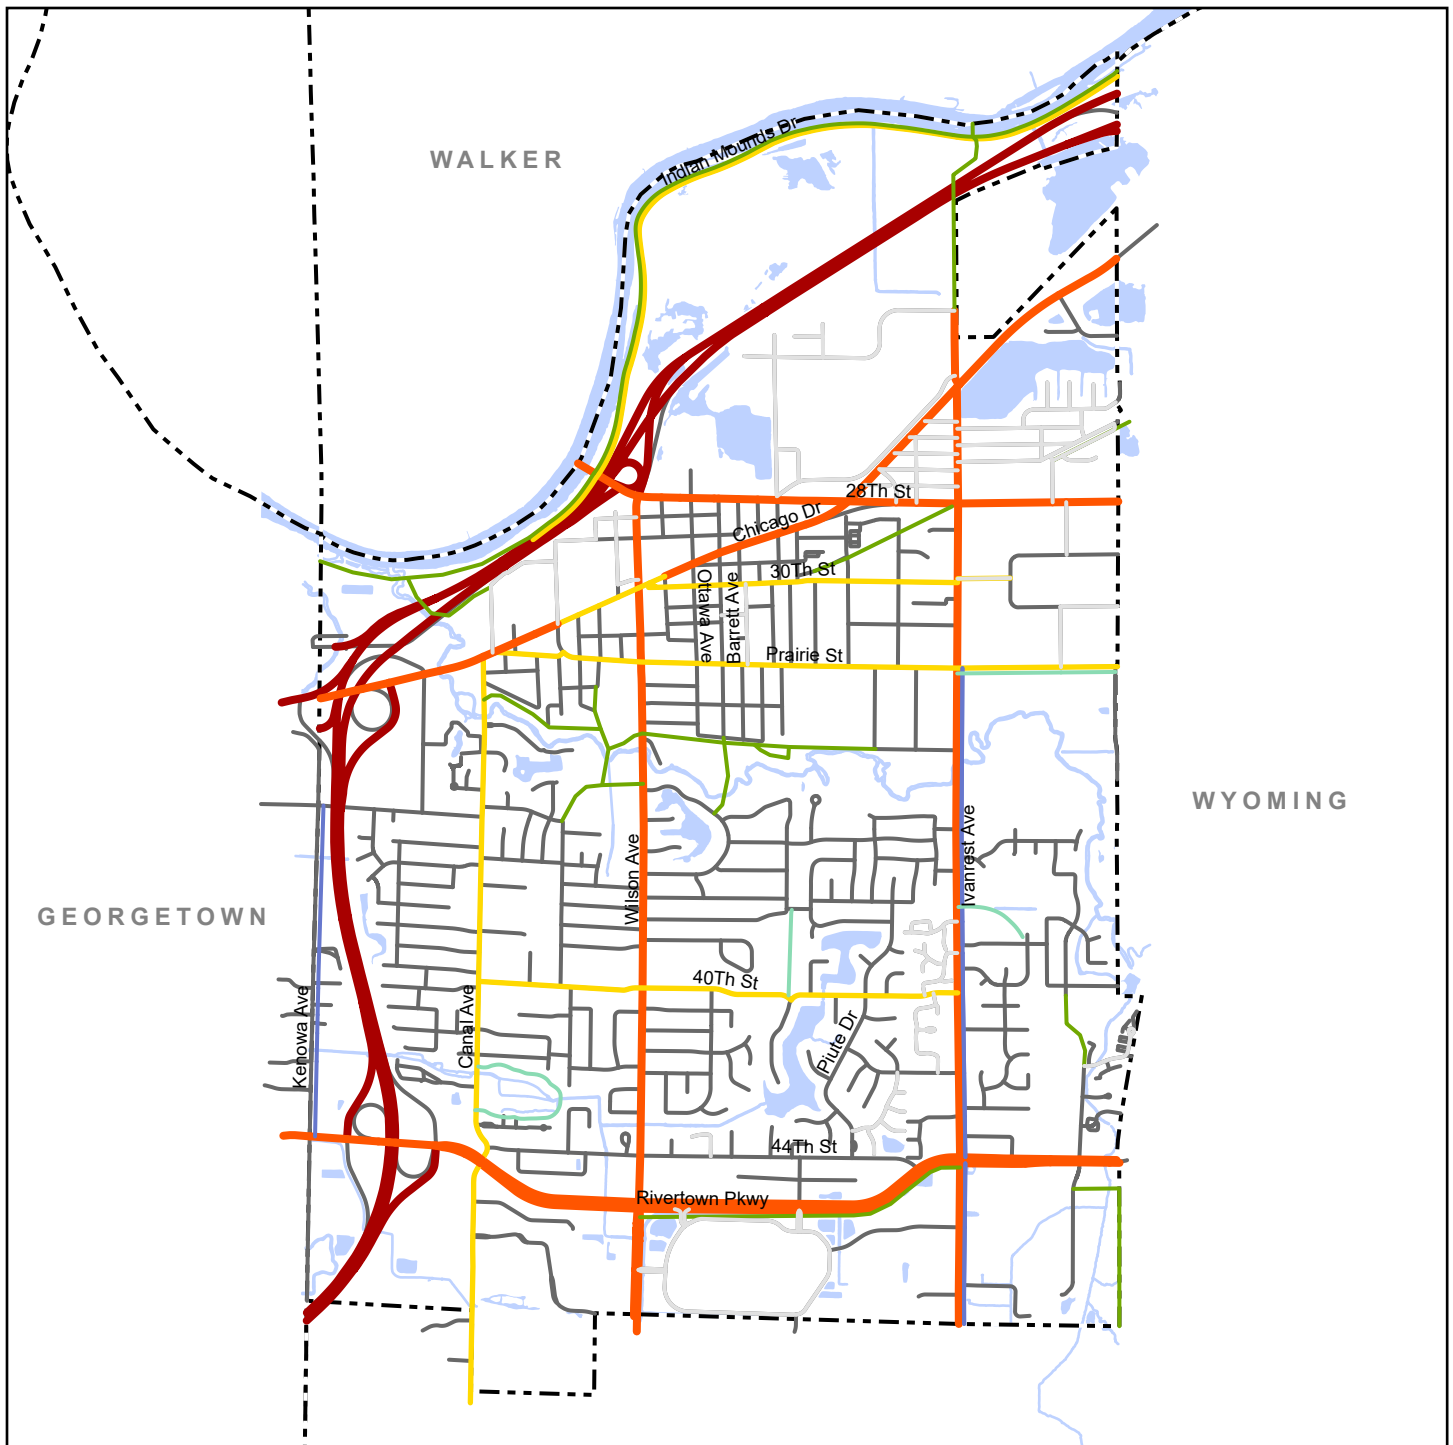 WALKER
Indian Mounds Dr
28Th St
Chicago Dr
30Th St
Ottawa Ave
Barrett Ave
Prairie St
WYOMING
Wilson Ave
Ivanrest Ave
GEORGETOWN
40Th St
Kenowa Ave
Canal Ave
Piute Dr
44Th St
Rivertown Pkwy